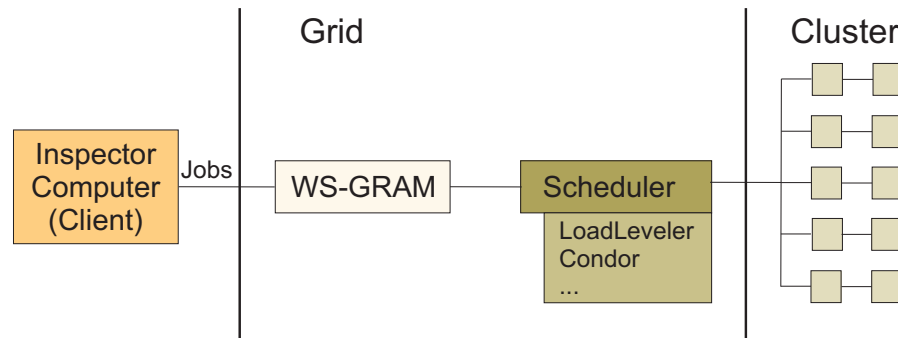 Grid
Cluster
Inspector
Computer
(Client)
Jobs
WS-GRAM
Scheduler
LoadLeveler
Condor
...